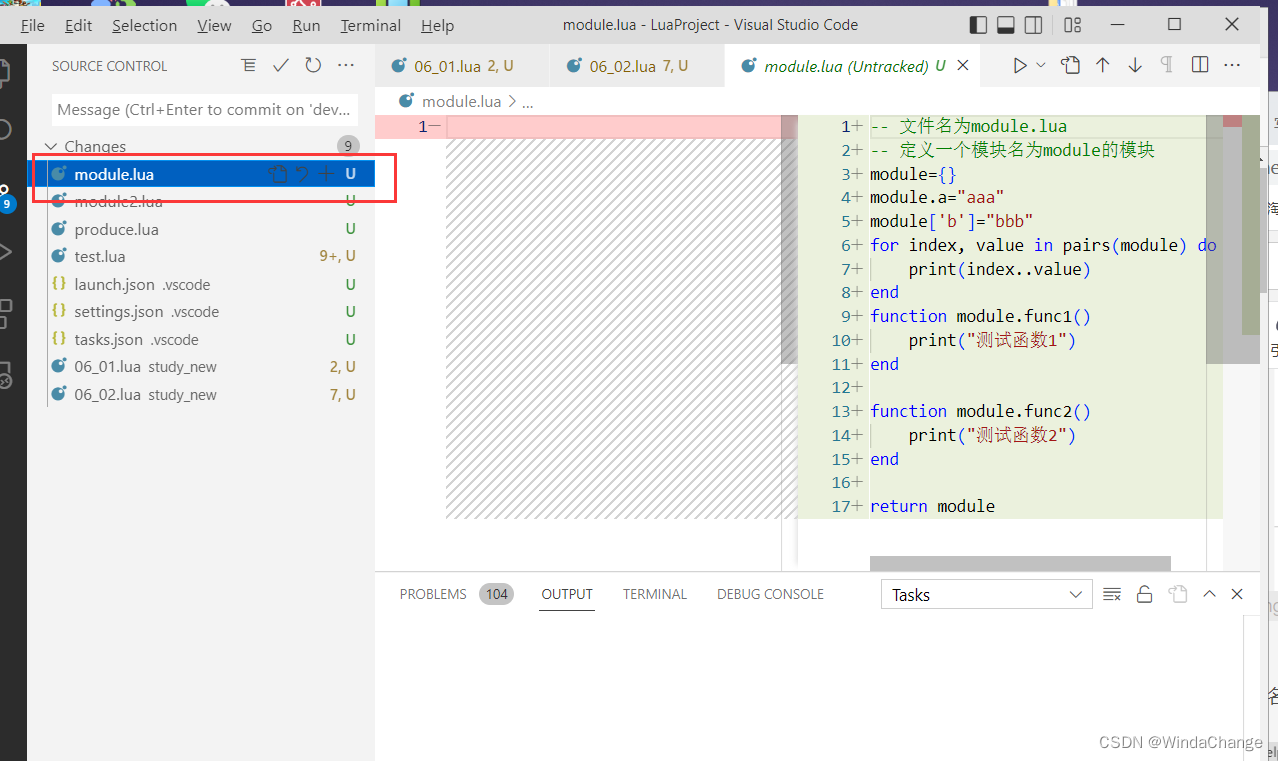 File Edit Selection View Go Run Terminal Help module.lua - LuaProject - Visual Studio Code
SOURCE CONTROL
06_01.lua 2, U 06_02.lua 7, U module.lua (Untracked) U
module.lua > ...
Message (Ctrl+Enter to commit on 'dev...
Changes 9
module.lua U
module2.lua U
produce.lua U
test.lua 9+, U
launch.json .vscode U
settings.json .vscode U
tasks.json .vscode U
06_01.lua study_new 2, U
06_02.lua study_new 7, U
9
1—
1+ -- 文件名为module.lua
2+ -- 定义一个模块名为module的模块
3+ module={}
4+ module.a="aaa"
5+ module['b']="bbb"
6+ for index, value in pairs(module) do
7+ print(index..value)
8+ end
9+ function module.func1()
10+ print("测试函数1")
11+ end
12+
13+ function module.func2()
14+ print("测试函数2")
15+ end
16+
17+ return module
PROBLEMS 104 OUTPUT TERMINAL DEBUG CONSOLE Tasks
CSDN @WindaChange